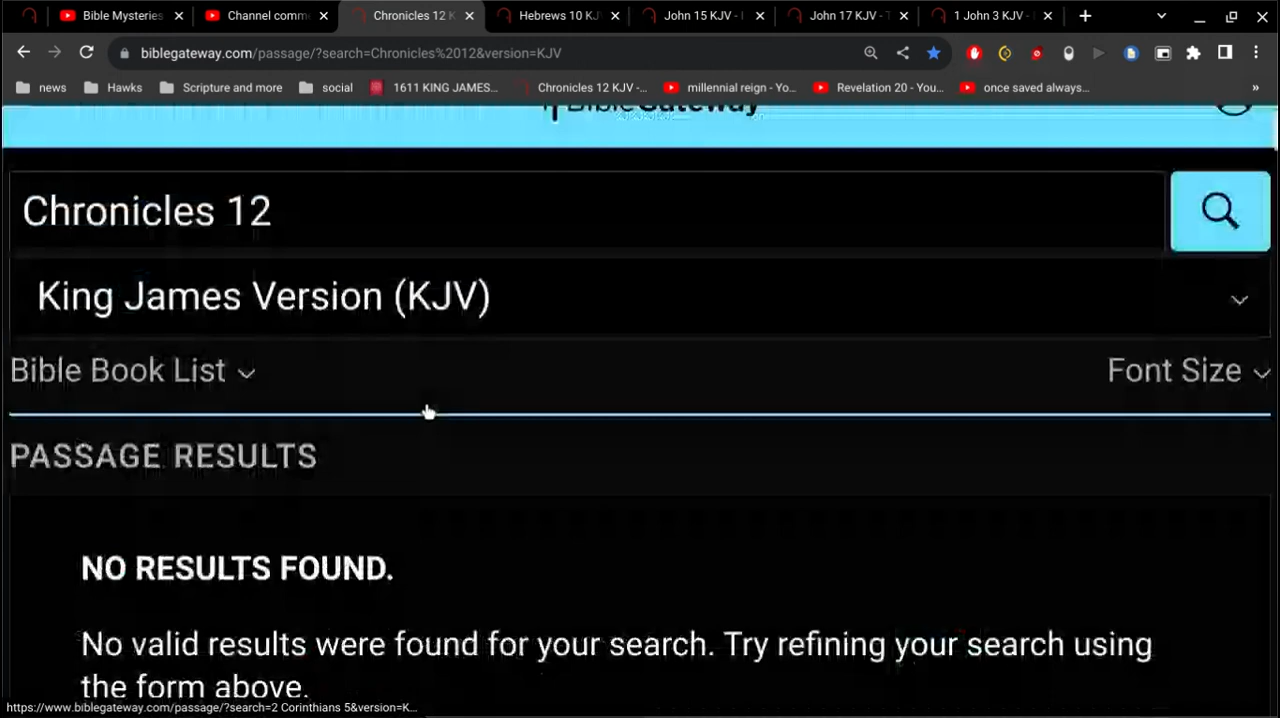 Bible Mysteries
Channel comm
Chronicles 12 K
Hebrews 10 KJ
John 15 KJV -
John 17 KJV - T
1 John 3 KJV -
biblegateway.com/passage/?search=Chronicles%2012&version=KJV
news
Hawks
Scripture and more
social
1611 KING JAMES...
Chronicles 12 KJV -...
millennial reign - Yo...
Revelation 20 - You...
once saved always...
»
BibleGateway
Chronicles 12
King James Version (KJV)
Bible Book List
Font Size
PASSAGE RESULTS
NO RESULTS FOUND.
No valid results were found for your search. Try refining your search using
the form above.
https://www.biblegateway.com/passage/?search=2 Corinthians 5&version=K...